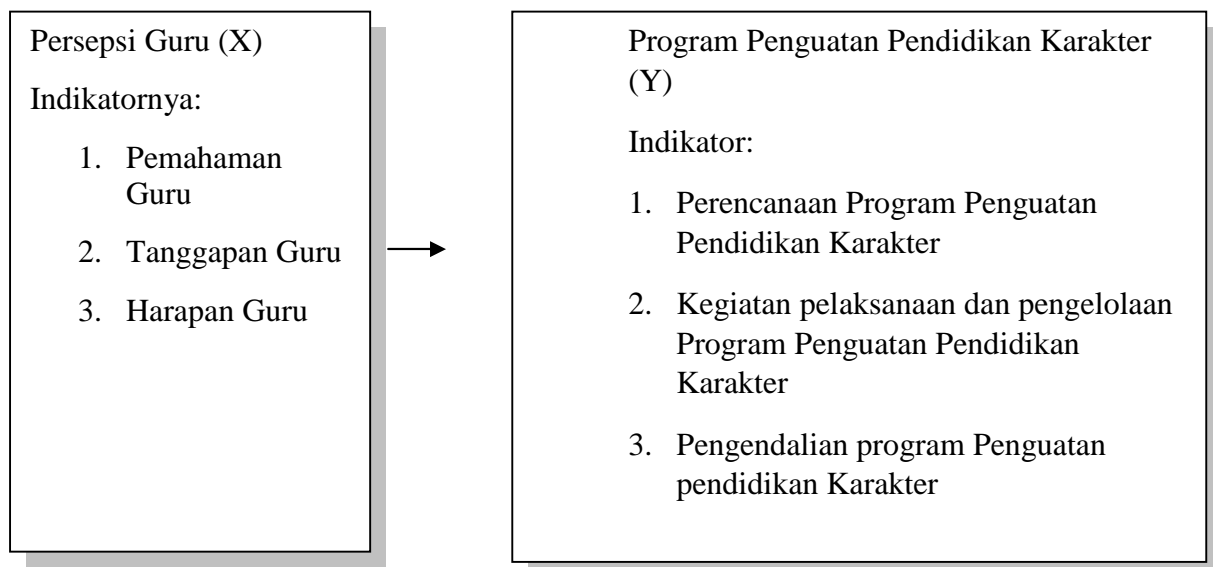 Persepsi Guru (X)
Indikatornya:
1. Pemahaman
Guru
2. Tanggapan Guru
3. Harapan Guru
Program Penguatan Pendidikan Karakter
(Y)
Indikator:
1. Perencanaan Program Penguatan
Pendidikan Karakter
2. Kegiatan pelaksanaan dan pengelolaan
Program Penguatan Pendidikan
Karakter
3. Pengendalian program Penguatan
pendidikan Karakter